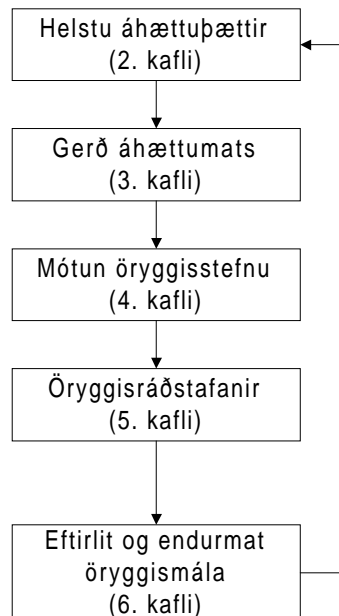 Helstu áhættuþættir
(2. kafli)
Gerð áhættumats
(3. kafli)
Mótun öryggisstefnu
(4. kafli)
Öryggisráðstafanir
(5. kafli)
Eftirlit og endurmat
öryggismála
(6. kafli)